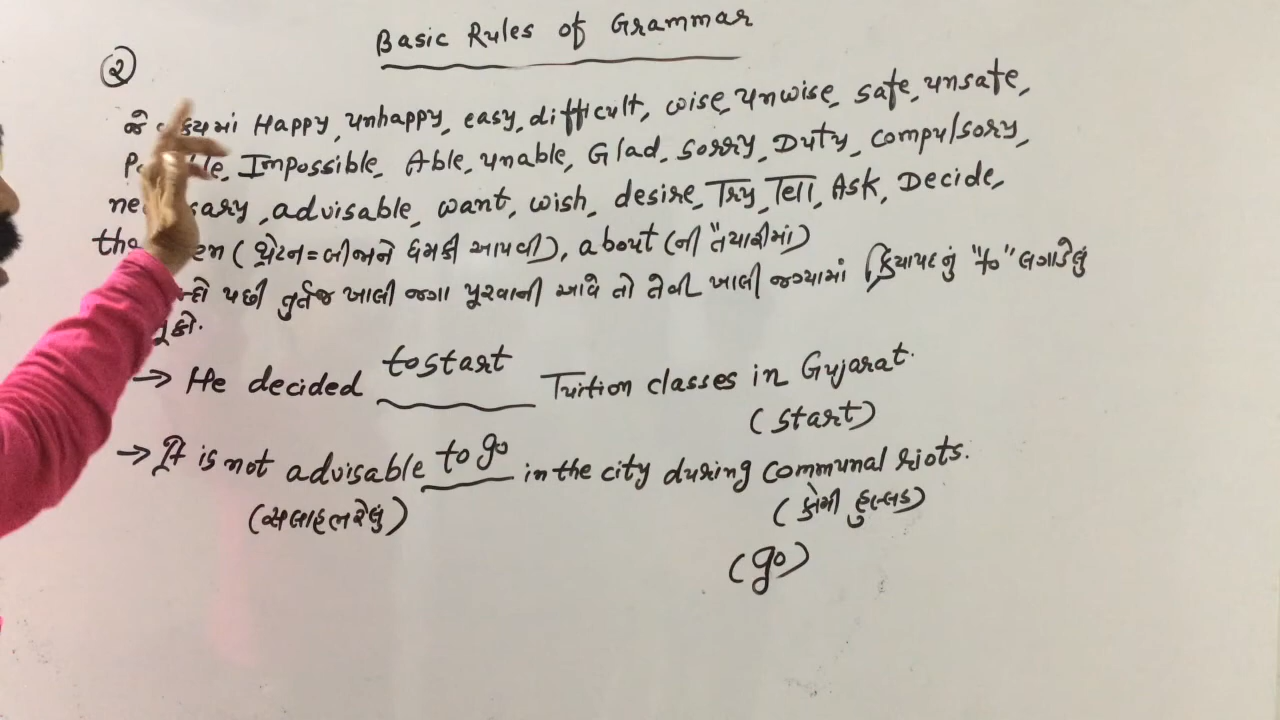 Basic Rules of Grammar
૨
જે માં Happy, unhappy, easy, difficult, wise, unwise, safe, unsafe,
Impossible, Able, unable, Glad, sorry, Duty, compulsory,
advisable, want, wish, desire, Try, Tell, Ask, Decide,
(થ્રેટન=બીજાને ધમકી આપવી), about (ની તૈયારીમાં)
પછી તુર્તજ ખાલી જગા પૂરવાની આવે તો તેવી ખાલી જગ્યામાં ક્રિયાપદનું "to" લગાડેલું
→ He decided to start Tuition classes in Gujarat.
(start)
→ It is not advisable to go in the city during communal riots.
(સલાહભરેલું) (કોમી હુલ્લડ)
(go)